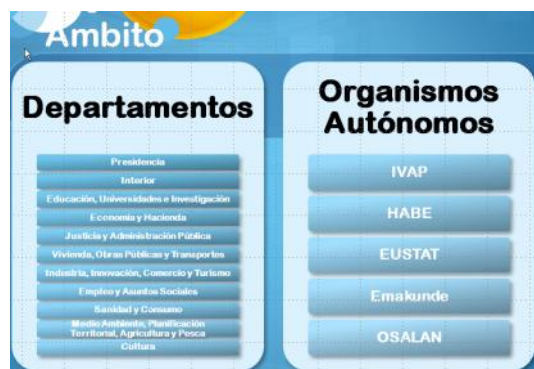 Ambito
Departamentos
Presidencia
Interior
Educación, Universidades e Investigación
Economía y Hacienda
Justicia y Administración Pública
Vivienda, Obras Públicas y Transportes
Industria, Innovación, Comercio y Turismo
Empleo y Asuntos Sociales
Sanidad y Consumo
Medio Ambiente, Planificación
Territorial, Agricultura y Pesca
Cultura
Organismos
Autónomos
IVAP
HABE
EUSTAT
Emakunde
OSALAN